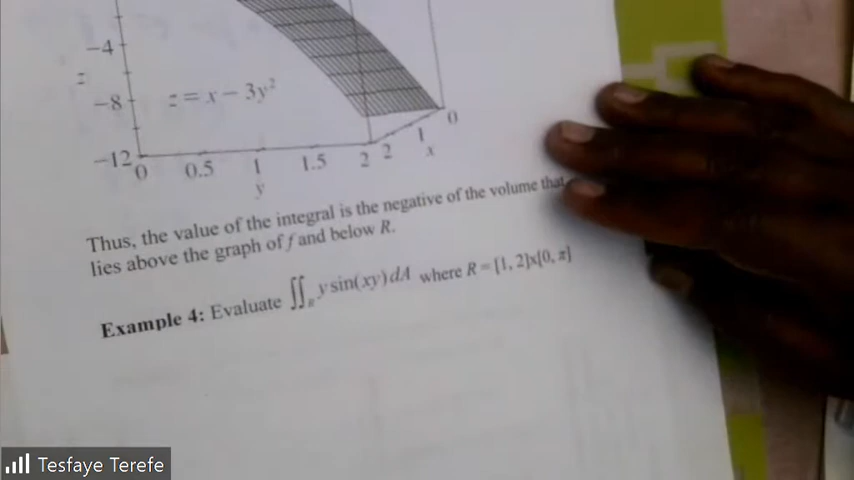 −4
z
−8
z = x − 3y²
−12
0 0.5 1 1.5 2 2 1 0
y
x
Thus, the value of the integral is the negative of the volume that
lies above the graph of f and below R.
Example 4: Evaluate ∬_R y sin(xy) dA where R = [1, 2]x[0, π]
Tesfaye Terefe